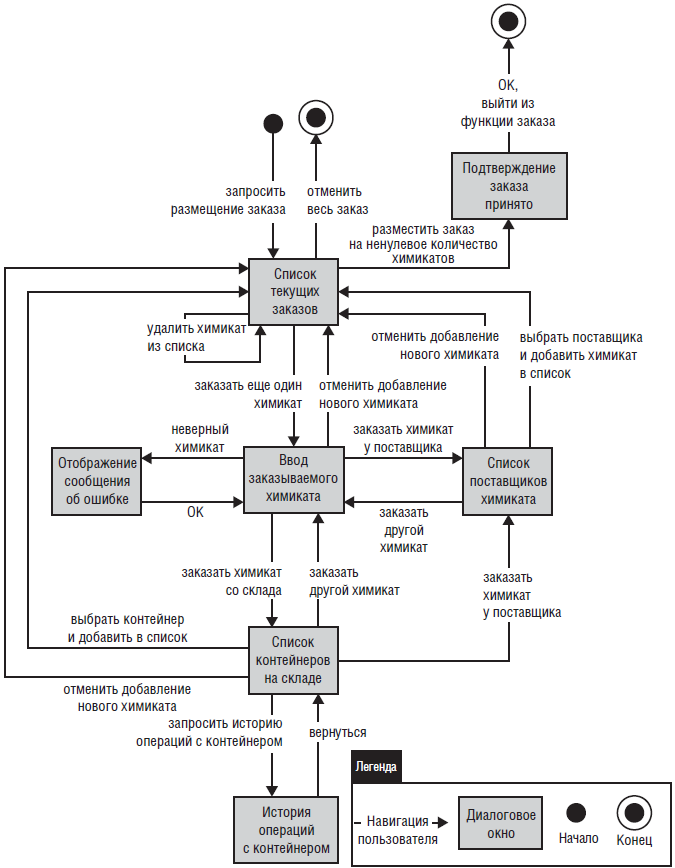 ОК,
выйти из
функции заказа
Подтверждение
заказа
принято
запросить
размещение заказа
отменить
весь заказ
разместить заказ
на ненулевое количество
химикатов
Список
текущих
заказов
удалить химикат
из списка
отменить добавление
нового химиката
выбрать поставщика
и добавить химикат
в список
заказать еще один
химикат
отменить добавление
нового химиката
неверный
химикат
заказать химикат
у поставщика
Отображение
сообщения
об ошибке
Ввод
заказываемого
химиката
Список
поставщиков
химиката
ОК
заказать
другой
химикат
заказать химикат
со склада
заказать
другой химикат
заказать
химикат
у поставщика
выбрать контейнер
и добавить в список
Список
контейнеров
на складе
отменить добавление
нового химиката
запросить историю
операций с контейнером
вернуться
История
операций
с контейнером
Легенда
Навигация
пользователя
Диалоговое
окно
Начало
Конец